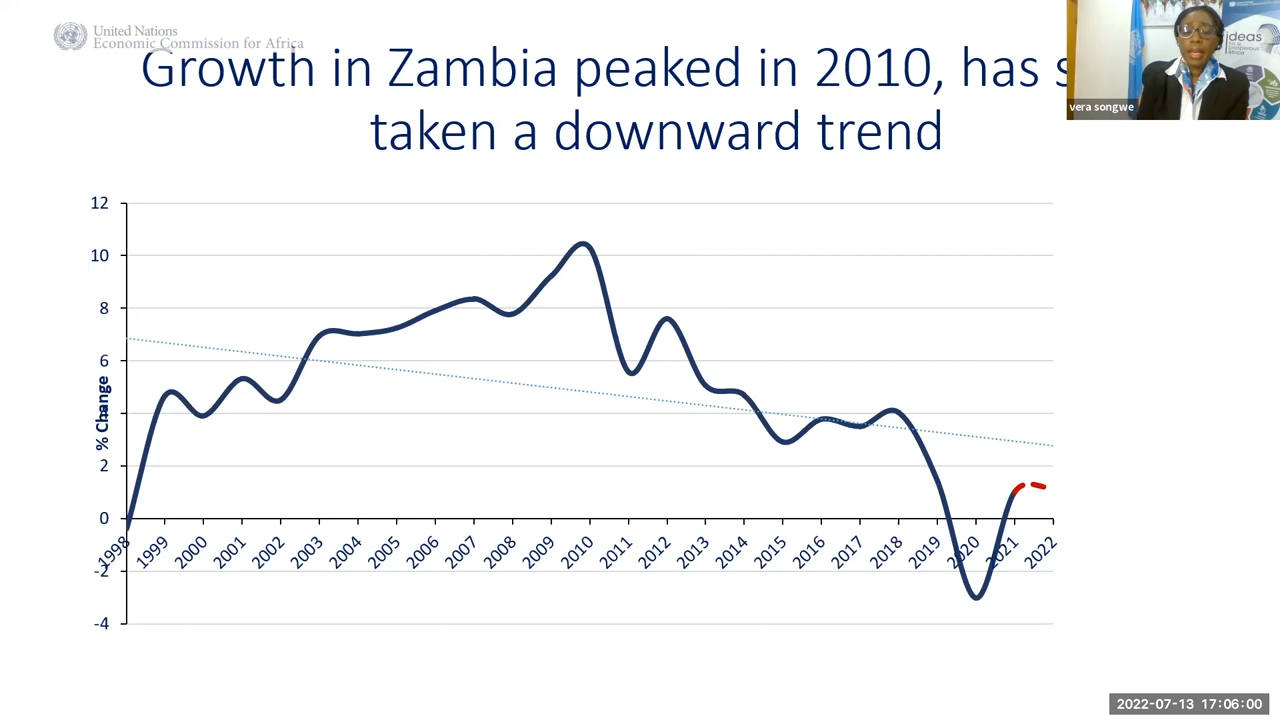 United Nations
Economic Commission for Africa
Growth in Zambia peaked in 2010, has s
taken a downward trend
vera songwe
ideas
prosperous
Africa
% Change
12
10
8
6
4
2
0
-2
-4
1998 1999 2000 2001 2002 2003 2004 2005 2006 2007 2008 2009 2010 2011 2012 2013 2014 2015 2016 2017 2018 2019 2020 2021 2022
2022-07-13 17:06:00